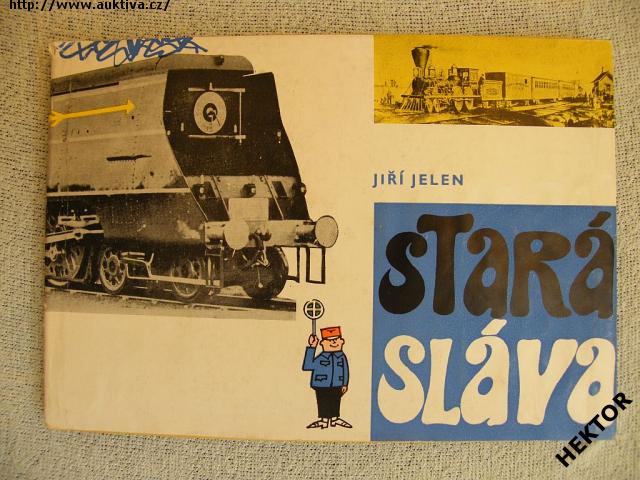 http://www.auktiva.cz/
JIŘÍ JELEN
STARÁ
SLÁVA
HEKTOR